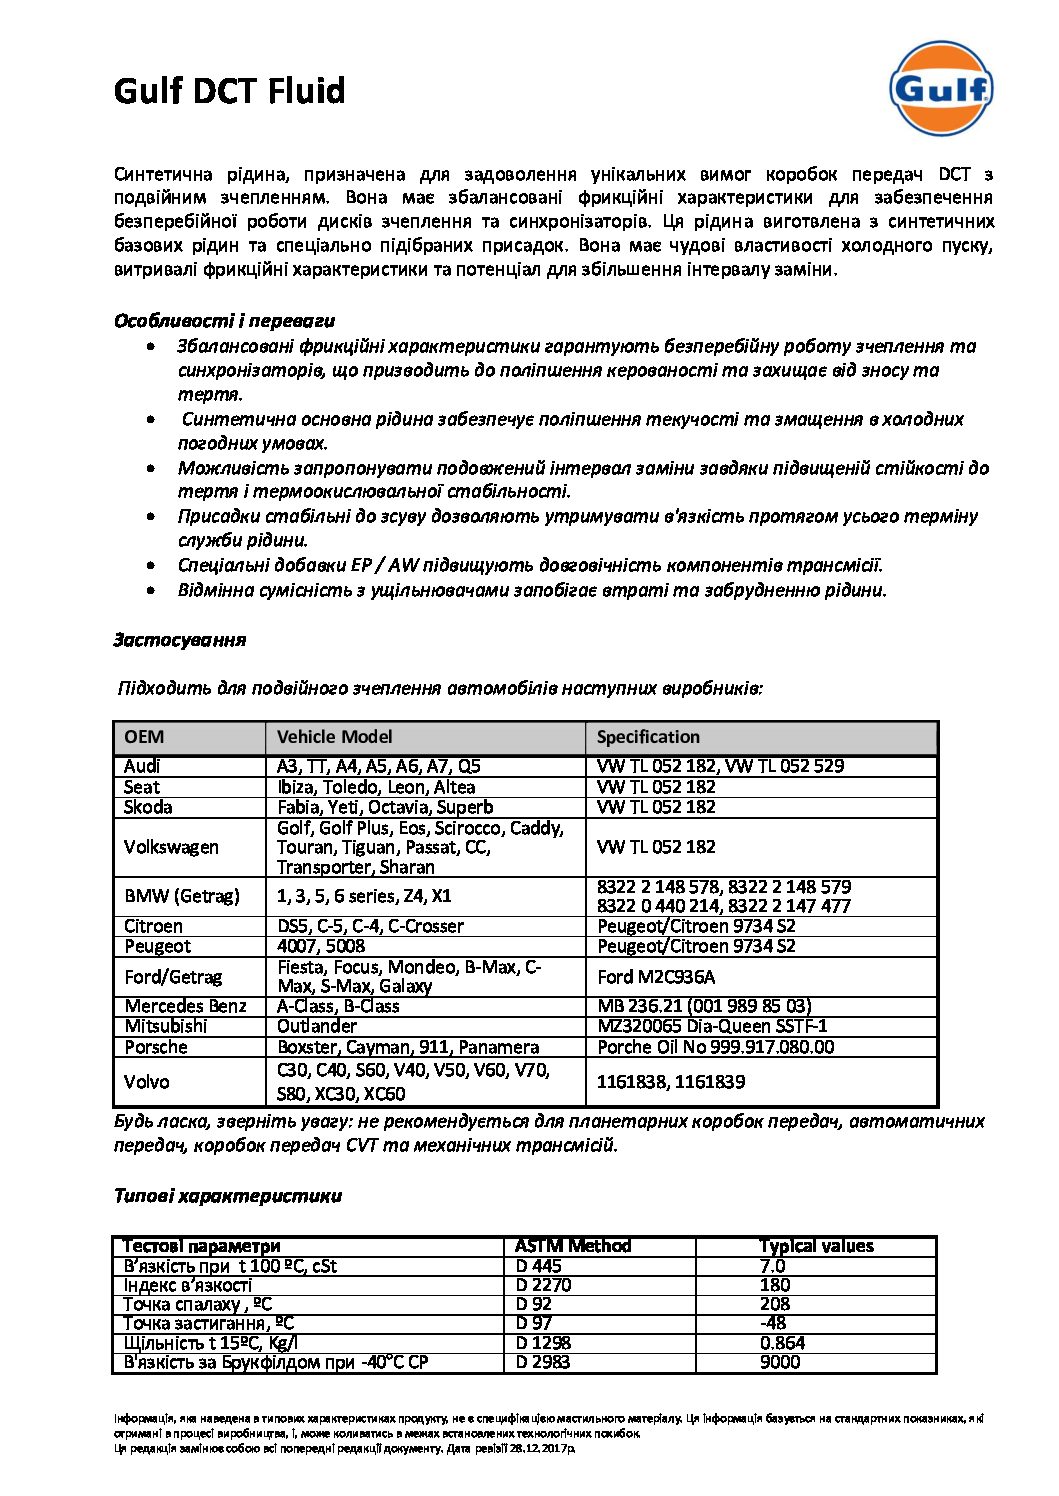 Gulf DCT Fluid
Gulf
Синтетична рідина, призначена для задоволення унікальних вимог коробок передач DCT з
подвійним зчепленням. Вона має збалансовані фрикційні характеристики для забезпечення
безперебійної роботи дисків зчеплення та синхронізаторів. Ця рідина виготвлена з синтетичних
базових рідин та спеціально підібраних присадок. Вона має чудові властивості холодного пуску,
витривалі фрикційні характеристики та потенціал для збільшення інтервалу заміни.
Особливості і переваги
• Збалансовані фрикційні характеристики гарантують безперебійну роботу зчеплення та
синхронізаторів, що призводить до поліпшення керованості та захищає від зносу та
тертя.
• Синтетична основна рідина забезпечує поліпшення текучості та змащення в холодних
погодних умовах.
• Можливість запропонувати подовжений інтервал заміни завдяки підвищеній стійкості до
тертя і термоокислювальної стабільності.
• Присадки стабільні до зсуву дозволяють утримувати в'язкість протягом усього терміну
служби рідини.
• Спеціальні добавки EP / AW підвищують довговічність компонентів трансмісії.
• Відмінна сумісність з ущільнювачами запобігає втраті та забрудненню рідини.
Застосування
Підходить для подвійного зчеплення автомобілів наступних виробників:
OEM Vehicle Model Specification
Audi A3, TT, A4, A5, A6, A7, Q5 VW TL 052 182, VW TL 052 529
Seat Ibiza, Toledo, Leon, Altea VW TL 052 182
Skoda Fabia, Yeti, Octavia, Superb VW TL 052 182
Volkswagen Golf, Golf Plus, Eos, Scirocco, Caddy,
Touran, Tiguan, Passat, CC,
Transporter, Sharan VW TL 052 182
BMW (Getrag) 1, 3, 5, 6 series, Z4, X1 8322 2 148 578, 8322 2 148 579
8322 0 440 214, 8322 2 147 477
Citroen DS5, C-5, C-4, C-Crosser Peugeot/Citroen 9734 S2
Peugeot 4007, 5008 Peugeot/Citroen 9734 S2
Ford/Getrag Fiesta, Focus, Mondeo, B-Max, C-
Max, S-Max, Galaxy Ford M2C936A
Mercedes Benz A-Class, B-Class MB 236.21 (001 989 85 03)
Mitsubishi Outlander MZ320065 Dia-Queen SSTF-1
Porsche Boxster, Cayman, 911, Panamera Porche Oil No 999.917.080.00
Volvo C30, C40, S60, V40, V50, V60, V70,
S80, XC30, XC60 1161838, 1161839
Будь ласка, зверніть увагу: не рекомендується для планетарних коробок передач, автоматичних
передач, коробок передач CVT та механічних трансмісій.
Типові характеристики
Тестові параметри ASTM Method Typical values
В’язкість при t 100 ºC, cSt D 445 7.0
Індекс в’язкості D 2270 180
Точка спалаху , ºC D 92 208
Точка застигання, ºC D 97 -48
Щільність t 15ºC, Kg/l D 1298 0.864
В'язкість за Брукфілдом при -40°C CP D 2983 9000
Інформація, яка наведена в типових характеристиках продукту, не є специфікацією мастильного матеріалу. Ця інформація базується на стандартних показниках, які
отримані в процесі виробництва, і, може коливатись в межах встановлених технологічних похибок.
Ця редакція замінює собою всі попередні редакції документу. Дата ревізії 28.12.2017р.